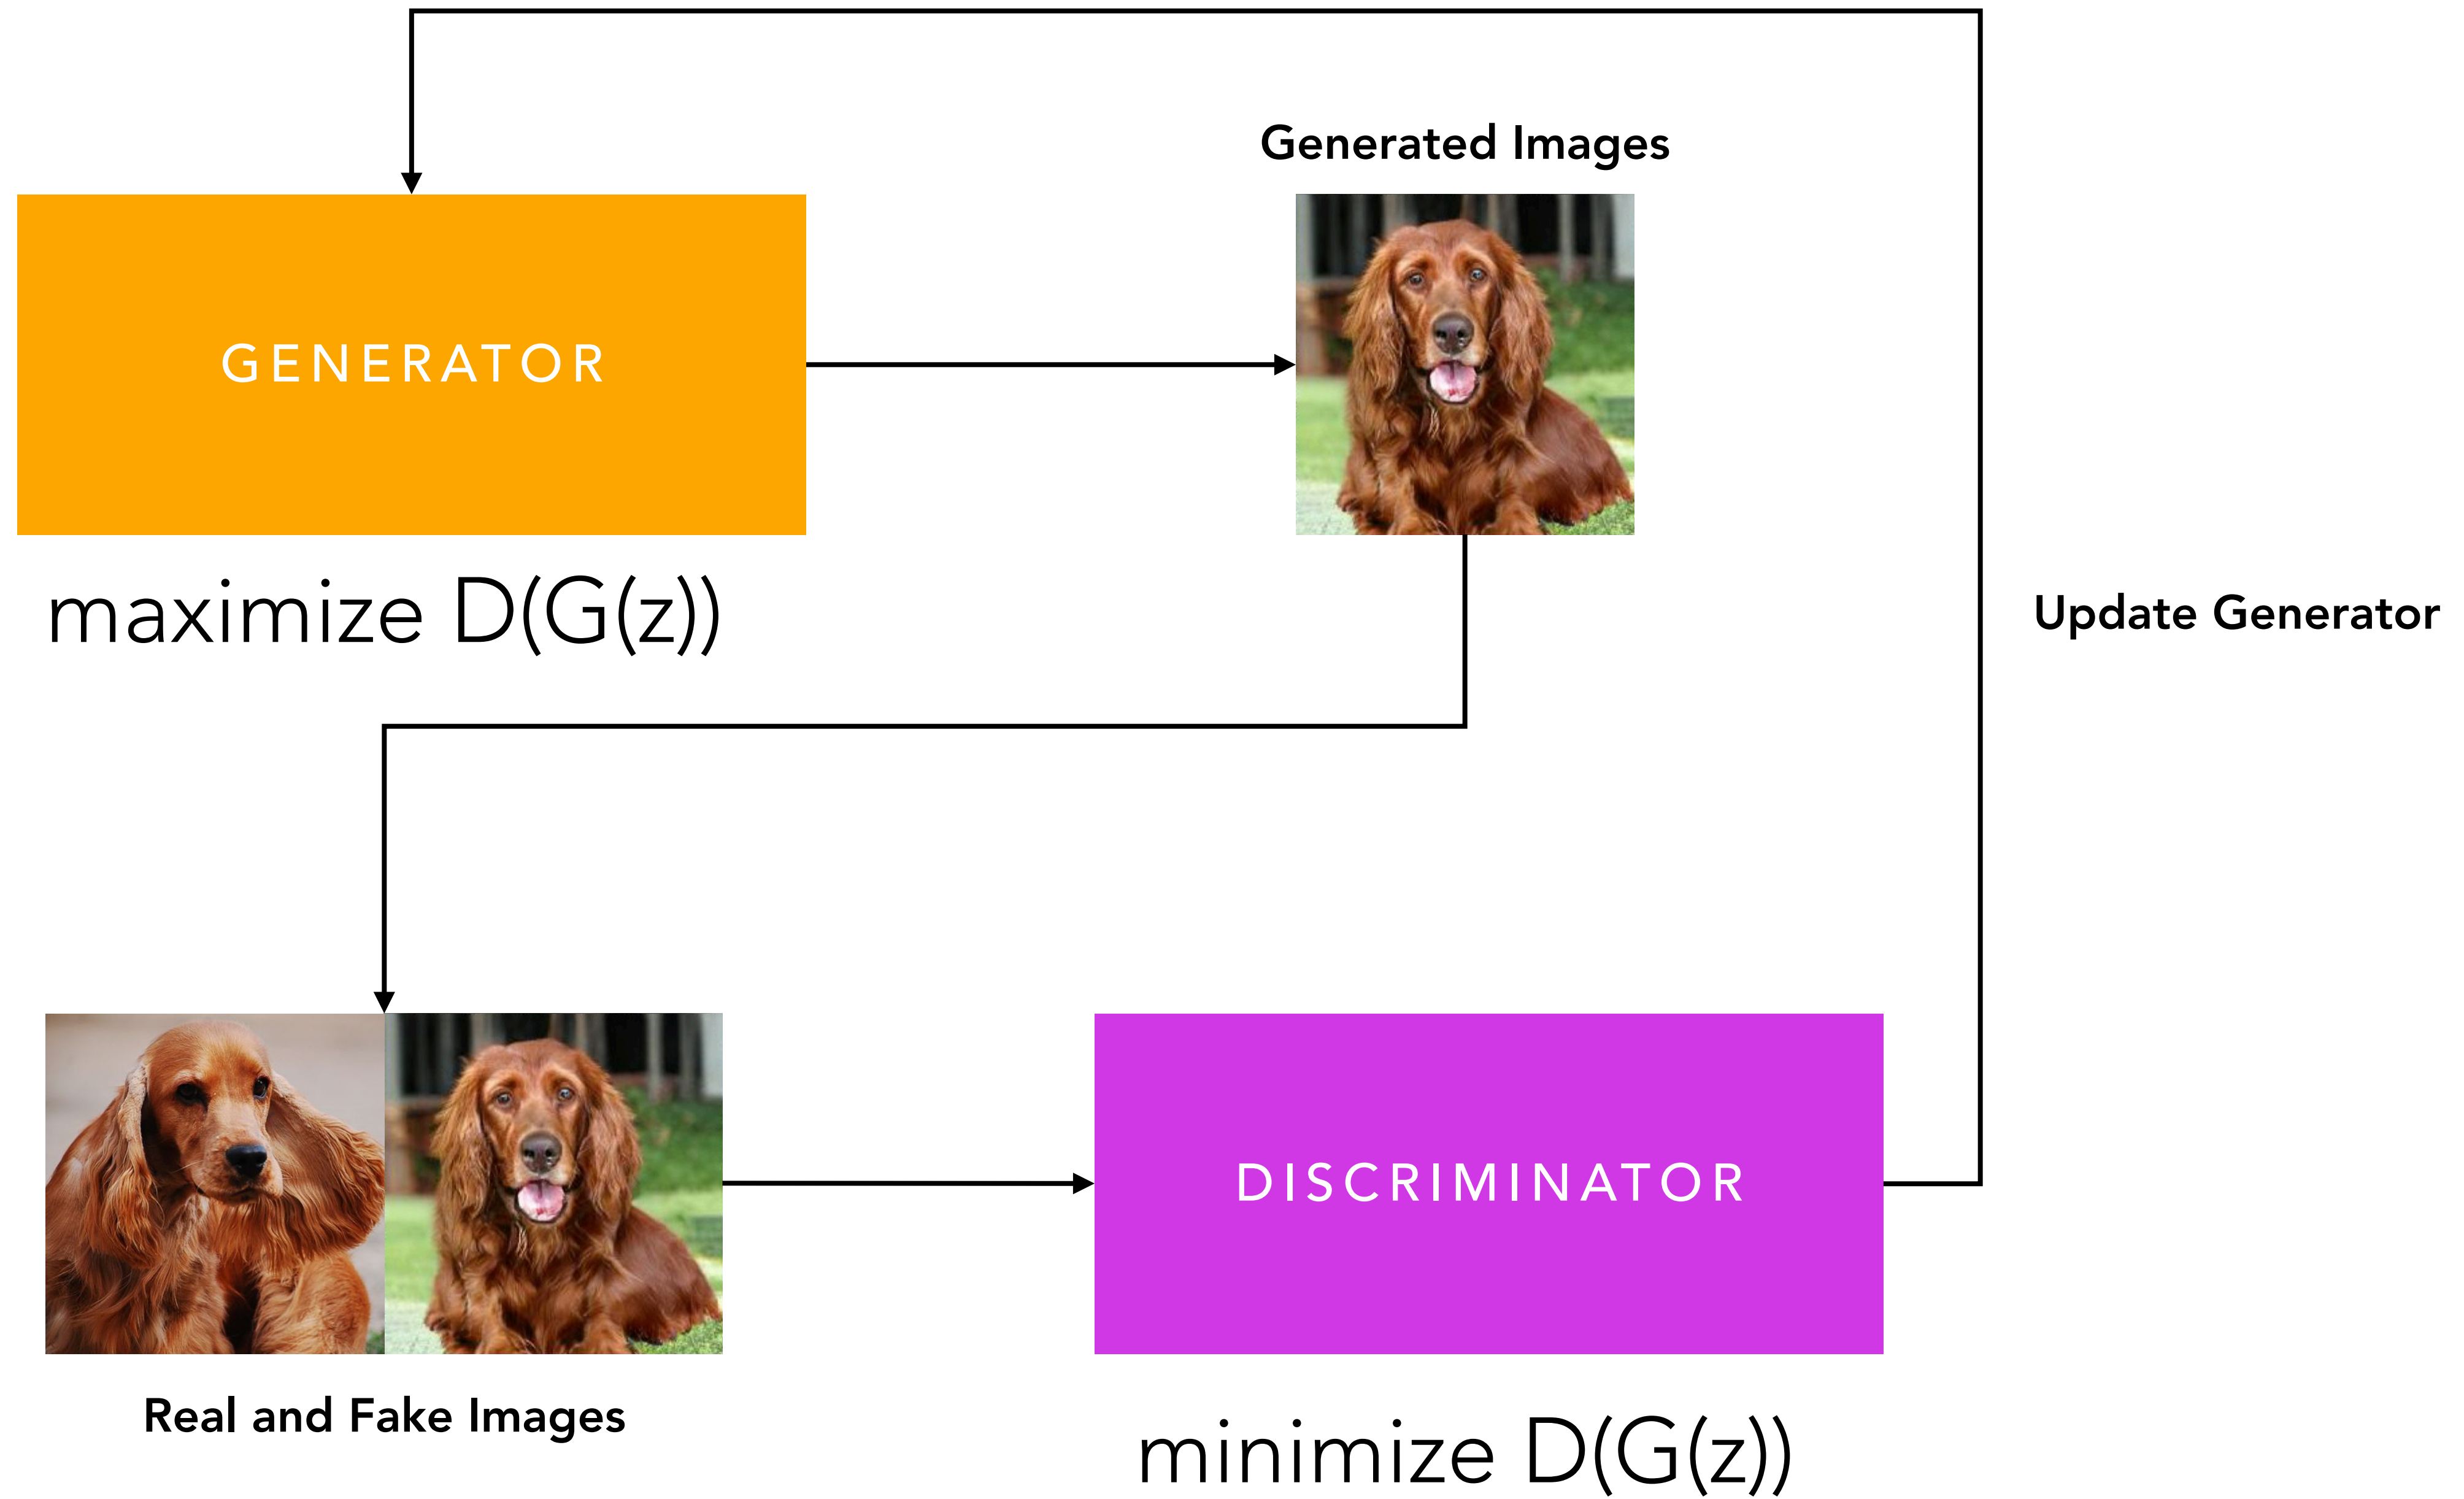 Generated Images
GENERATOR
maximize D(G(z))
Update Generator
DISCRIMINATOR
Real and Fake Images
minimize D(G(z))